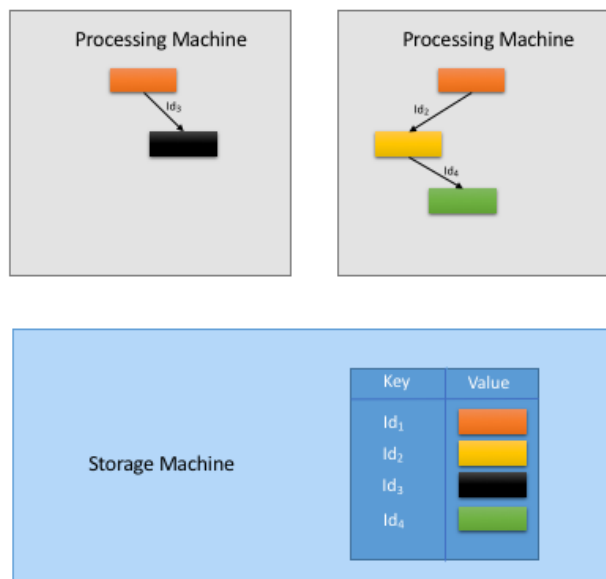 Processing Machine
Id₃
Processing Machine
Id₂
Id₄
Storage Machine
Key Value
Id₁
Id₂
Id₃
Id₄